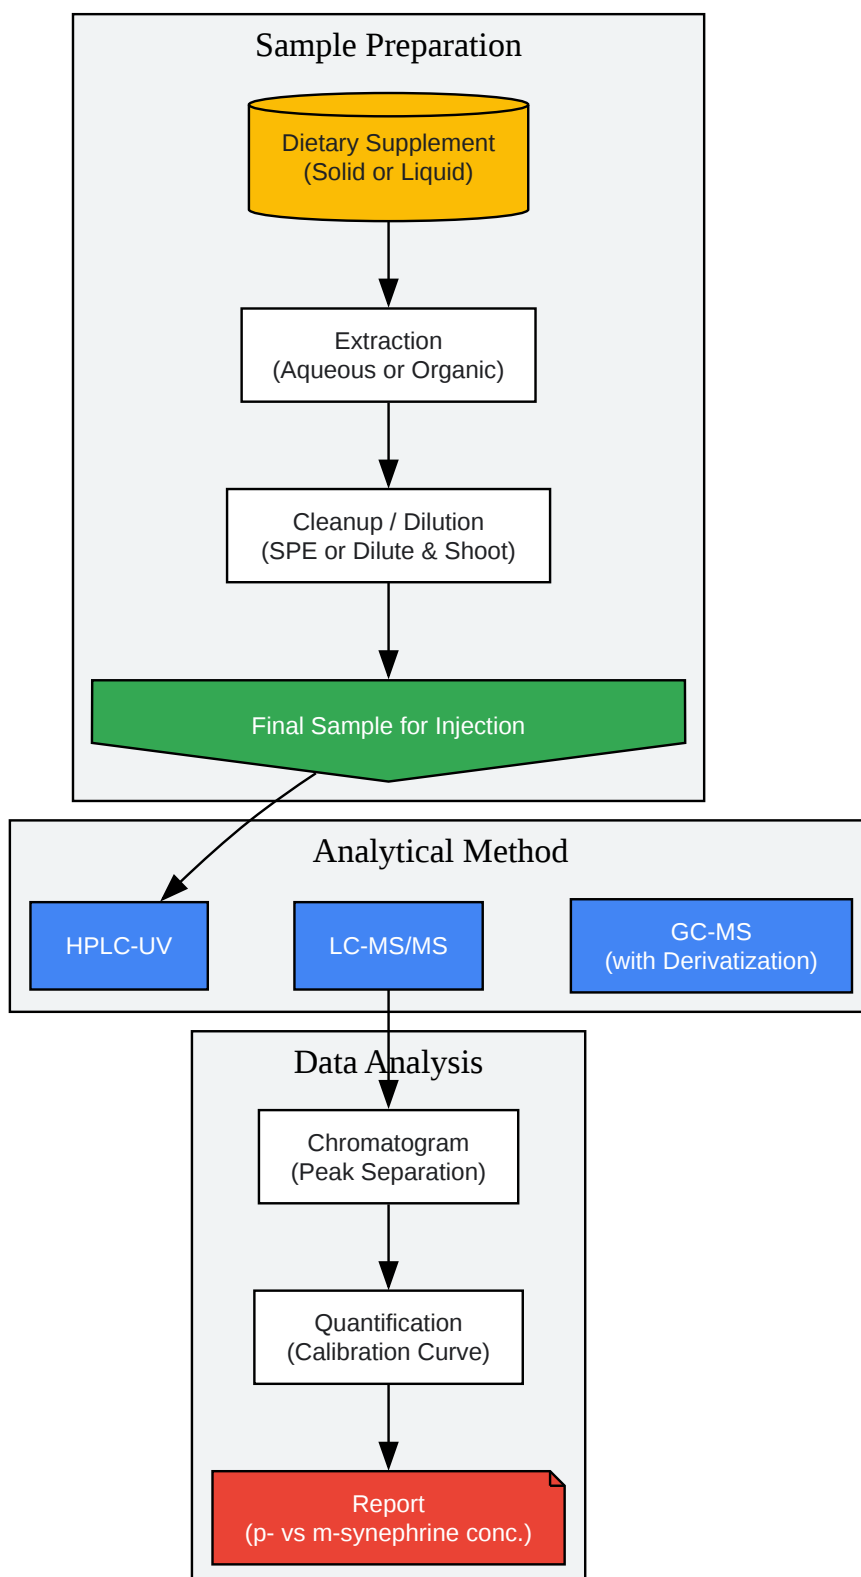 Sample Preparation
Dietary Supplement
(Solid or Liquid)
Extraction
(Aqueous or Organic)
Cleanup / Dilution
(SPE or Dilute & Shoot)
Final Sample for Injection
Analytical Method
HPLC-UV
LC-MS/MS
GC-MS
(with Derivatization)
Data Analysis
Chromatogram
(Peak Separation)
Quantification
(Calibration Curve)
Report
(p- vs m-synephrine conc.)